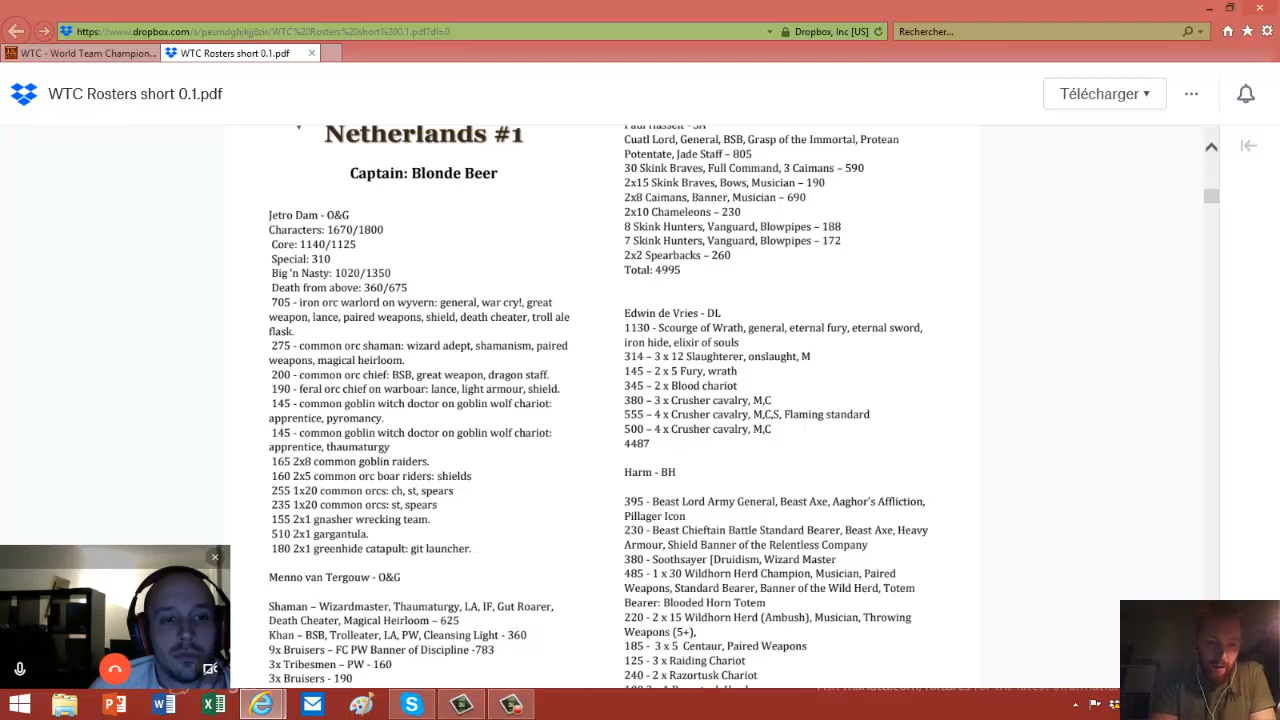 https://www.dropbox.com/s/pesmdghjkjj8zir/WTC%20Rosters%20short%200.1.pdf?dl=0
Dropbox, Inc [US]
Rechercher...
WTC - World Team Champion...
WTC Rosters short 0.1.pdf
WTC Rosters short 0.1.pdf
Télécharger
Netherlands #1
Captain: Blonde Beer
Jetro Dam - O&G
Characters: 1670/1800
Core: 1140/1125
Special: 310
Big 'n Nasty: 1020/1350
Death from above: 360/675
705 - iron orc warlord on wyvern: general, war cry!, great
weapon, lance, paired weapons, shield, death cheater, troll ale
flask.
275 - common orc shaman: wizard adept, shamanism, paired
weapons, magical heirloom.
200 - common orc chief: BSB, great weapon, dragon staff.
190 - feral orc chief on warboar: lance, light armour, shield.
145 - common goblin witch doctor on goblin wolf chariot:
apprentice, pyromancy.
145 - common goblin witch doctor on goblin wolf chariot:
apprentice, thaumaturgy
165 2x8 common goblin raiders.
160 2x5 common orc boar riders: shields
255 1x20 common orcs: ch, st, spears
235 1x20 common orcs: st, spears
155 2x1 gnasher wrecking team.
510 2x1 gargantula.
180 2x1 greenhide catapult: git launcher.
Menno van Tergouw - O&G
Shaman – Wizardmaster, Thaumaturgy, LA, IF, Gut Roarer,
Death Cheater, Magical Heirloom – 625
Khan – BSB, Trolleater, LA, PW, Cleansing Light - 360
9x Bruisers – FC PW Banner of Discipline -783
3x Tribesmen – PW - 160
3x Bruisers - 190
Paul Hasselt - SA
Cuatl Lord, General, BSB, Grasp of the Immortal, Protean
Potentate, Jade Staff – 805
30 Skink Braves, Full Command, 3 Caimans – 590
2x15 Skink Braves, Bows, Musician – 190
2x8 Caimans, Banner, Musician – 690
2x10 Chameleons – 230
8 Skink Hunters, Vanguard, Blowpipes – 188
7 Skink Hunters, Vanguard, Blowpipes – 172
2x2 Spearbacks – 260
Total: 4995
Edwin de Vries - DL
1130 - Scourge of Wrath, general, eternal fury, eternal sword,
iron hide, elixir of souls
314 – 3 x 12 Slaughterer, onslaught, M
145 – 2 x 5 Fury, wrath
345 – 2 x Blood chariot
380 – 3 x Crusher cavalry, M,C
555 – 4 x Crusher cavalry, M,C,S, Flaming standard
500 – 4 x Crusher cavalry, M,C
4487
Harm - BH
395 - Beast Lord Army General, Beast Axe, Aaghor's Affliction,
Pillager Icon
230 - Beast Chieftain Battle Standard Bearer, Beast Axe, Heavy
Armour, Shield Banner of the Relentless Company
380 - Soothsayer [Druidism, Wizard Master
485 - 1 x 30 Wildhorn Herd Champion, Musician, Paired
Weapons, Standard Bearer, Banner of the Wild Herd, Totem
Bearer: Blooded Horn Totem
220 - 2 x 15 Wildhorn Herd (Ambush), Musician, Throwing
Weapons (5+),
185 - 3 x 5 Centaur, Paired Weapons
125 - 3 x Raiding Chariot
240 - 2 x Razortusk Chariot